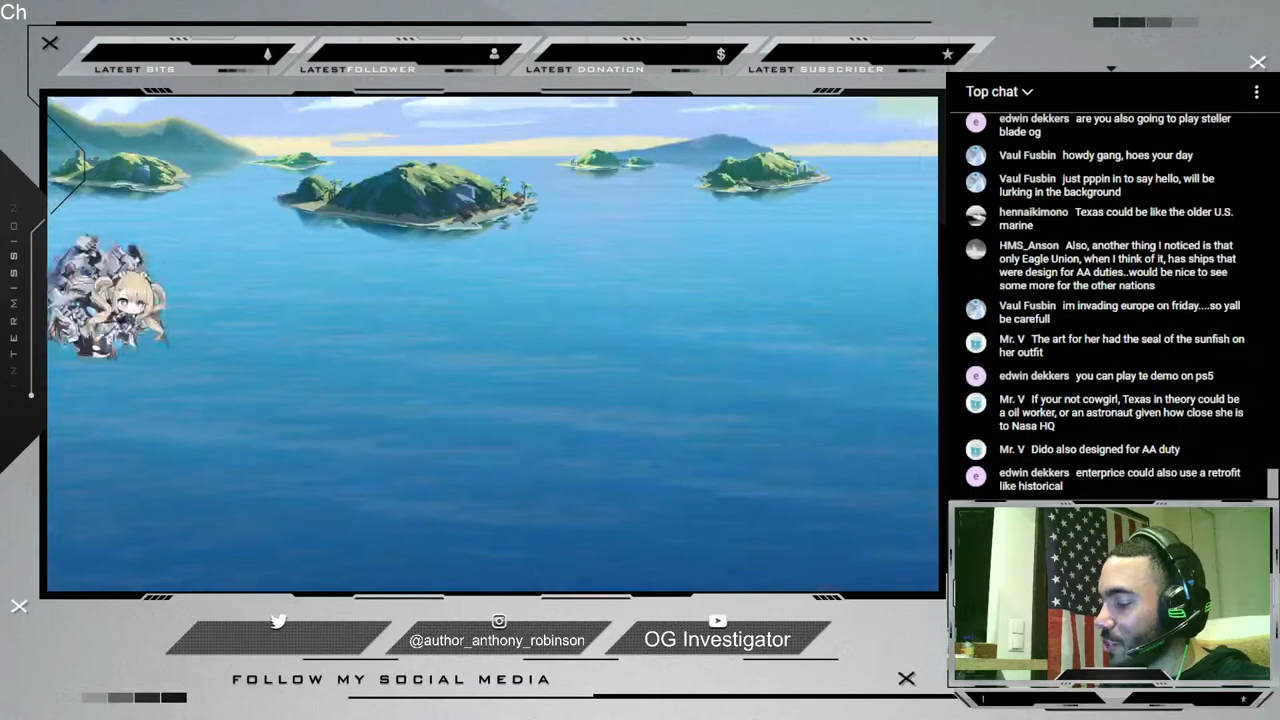 Ch
LATEST BITS
LATEST FOLLOWER
LATEST DONATION
LATEST SUBSCRIBER
INTERMISSION
Top chat
edwin dekkers are you also going to play steller
blade og
Vaul Fusbin howdy gang, hoes your day
Vaul Fusbin just pppin in to say hello, will be
lurking in the background
hennaikimono Texas could be like the older U.S.
marine
HMS_Anson Also, another thing I noticed is that
only Eagle Union, when I think of it, has ships that
were design for AA duties..would be nice to see
some more for the other nations
Vaul Fusbin im invading europe on friday....so yall
be carefull
Mr. V The art for her had the seal of the sunfish on
her outfit
edwin dekkers you can play te demo on ps5
Mr. V If your not cowgirl, Texas in theory could be
a oil worker, or an astronaut given how close she is
to Nasa HQ
Mr. V Dido also designed for AA duty
edwin dekkers enterprice could also use a retrofit
like historical
@author_anthony_robinson
OG Investigator
FOLLOW MY SOCIAL MEDIA